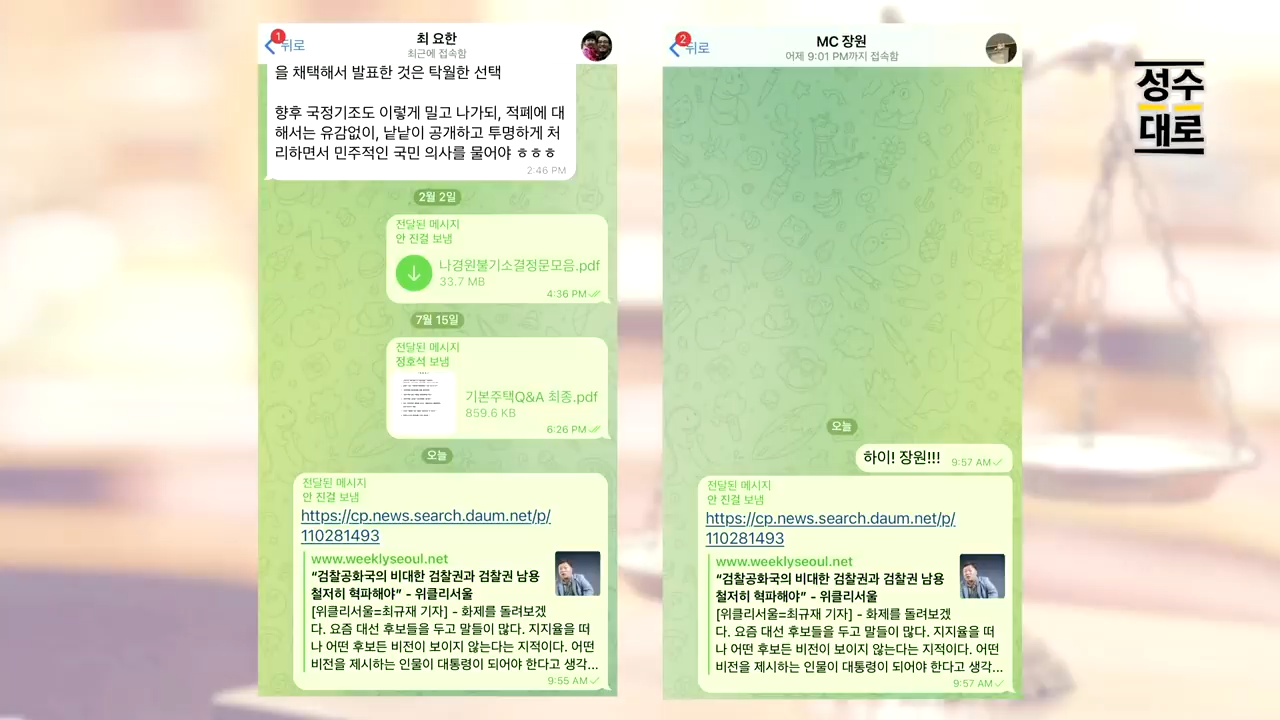 1
뒤로
최 요한
최근에 접속함
을 채택해서 발표한 것은 탁월한 선택
향후 국정기조도 이렇게 밀고 나가되, 적폐에 대
해서는 유감없이, 낱낱이 공개하고 투명하게 처
리하면서 민주적인 국민 의사를 물어야 ㅎㅎㅎ
2:46 PM
2월 2일
전달된 메시지
안 진걸 보냄
나경원불기소결정문모음.pdf
33.7 MB
4:36 PM
7월 15일
전달된 메시지
정호석 보냄
기본주택Q&A 최종.pdf
859.6 KB
6:26 PM
오늘
전달된 메시지
안 진걸 보냄
https://cp.news.search.daum.net/p/
110281493
www.weeklyseoul.net
“검찰공화국의 비대한 검찰권과 검찰권 남용
철저히 혁파해야” - 위클리서울
[위클리서울=최규재 기자] - 화제를 돌려보겠
다. 요즘 대선 후보들을 두고 말들이 많다. 지지율을 떠
나 어떤 후보든 비전이 보이지 않는다는 지적이다. 어떤
비전을 제시하는 인물이 대통령이 되어야 한다고 생각...
9:55 AM
2
뒤로
MC 장원
어제 9:01 PM까지 접속함
오늘
하이! 장원!!!
9:57 AM
전달된 메시지
안 진걸 보냄
https://cp.news.search.daum.net/p/
110281493
www.weeklyseoul.net
“검찰공화국의 비대한 검찰권과 검찰권 남용
철저히 혁파해야” - 위클리서울
[위클리서울=최규재 기자] - 화제를 돌려보겠
다. 요즘 대선 후보들을 두고 말들이 많다. 지지율을 떠
나 어떤 후보든 비전이 보이지 않는다는 지적이다. 어떤
비전을 제시하는 인물이 대통령이 되어야 한다고 생각...
9:57 AM
성수
대로